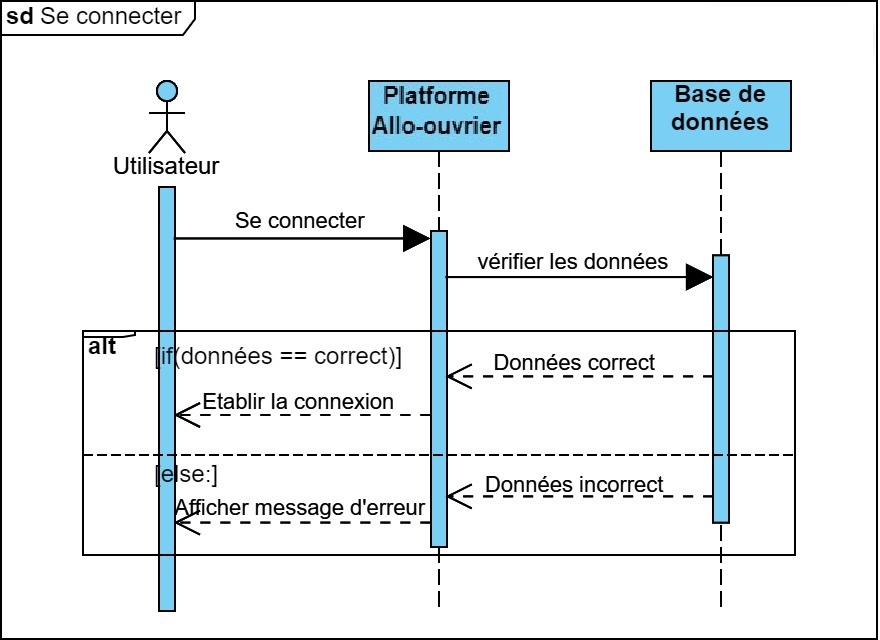 sd Se connecter
Platforme
Allo-ouvrier
Base de
données
Utilisateur
Se connecter
vérifier les données
alt
[if(données == correct)]
Données correct
Etablir la connexion
[else:]
Données incorrect
Afficher message d'erreur